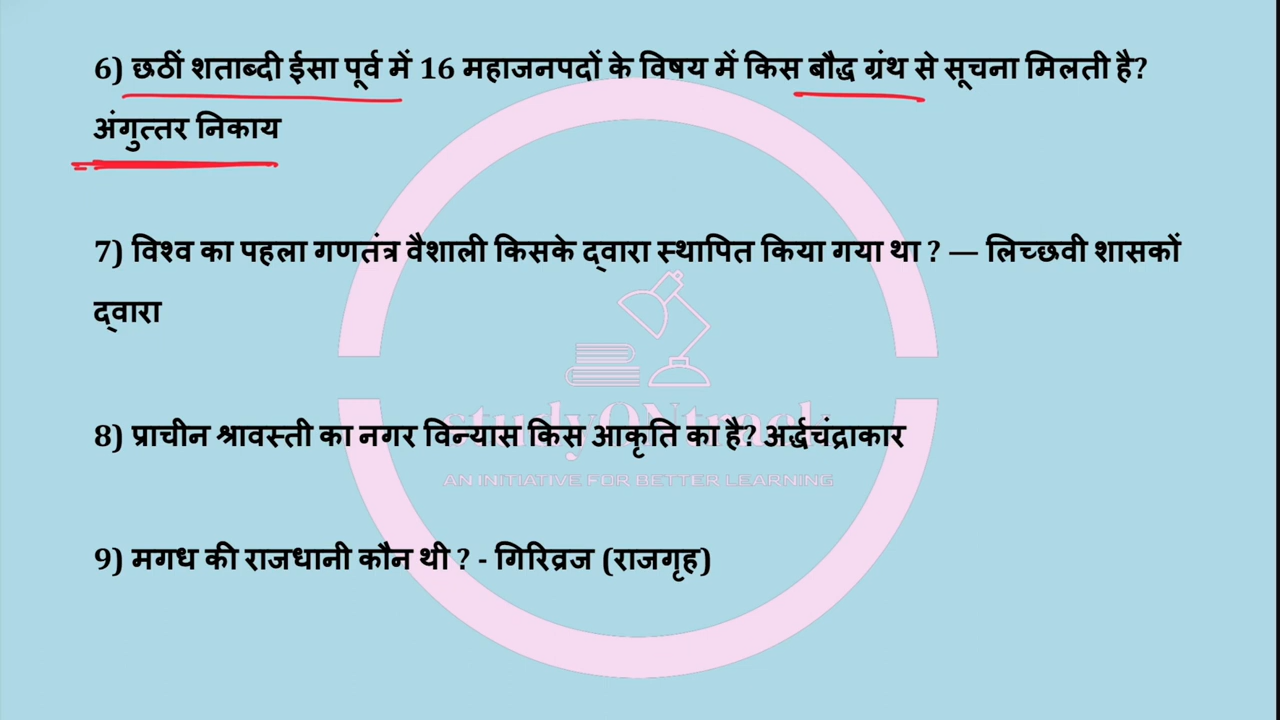 6) छठीं शताब्दी ईसा पूर्व में 16 महाजनपदों के विषय में किस बौद्ध ग्रंथ से सूचना मिलती है?
अंगुत्तर निकाय
7) विश्व का पहला गणतंत्र वैशाली किसके द्वारा स्थापित किया गया था ? — लिच्छवी शासकों
द्वारा
studyONtrack
8) प्राचीन श्रावस्ती का नगर विन्यास किस आकृति का है? अर्द्धचंद्राकार
AN INITIATIVE FOR BETTER LEARNING
9) मगध की राजधानी कौन थी ? - गिरिव्रज (राजगृह)